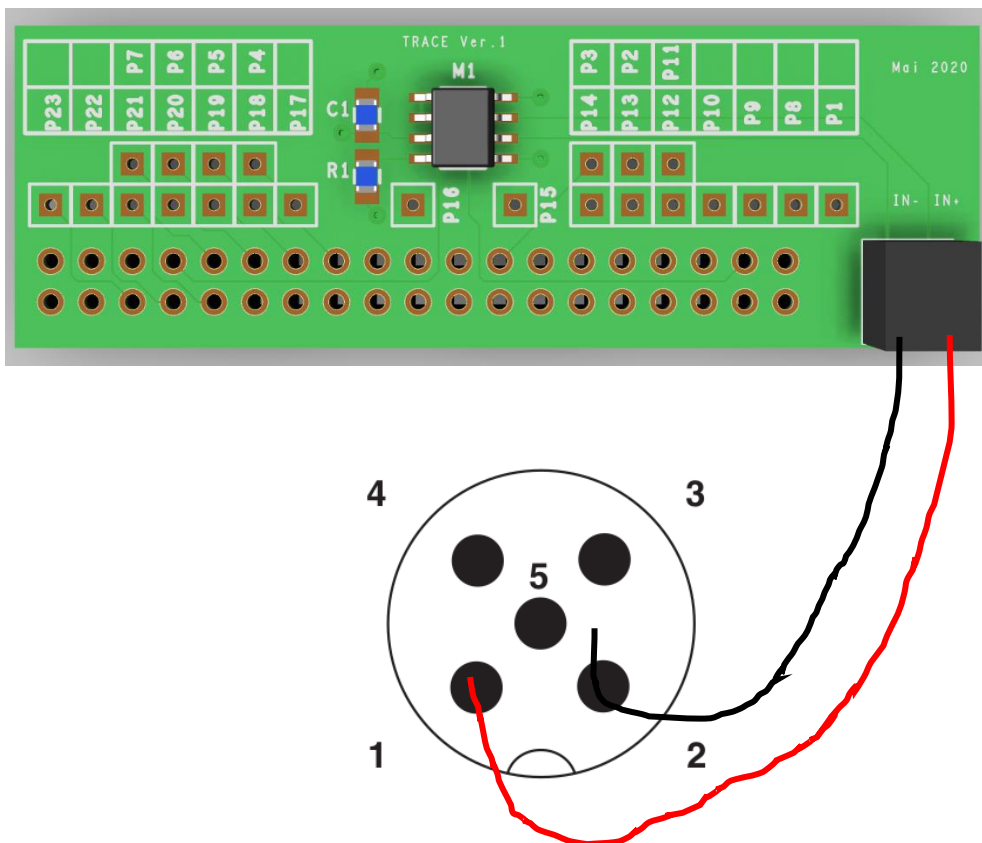 TRACE Ver.1
M1
Mai 2020
P7 P6 P5 P4
P23 P22 P21 P20 P19 P18 P17
C1
R1
P3 P2 P11
P14 P13 P12 P10 P9 P8 P1
P16
P15
IN- IN+
4
3
5
1
2